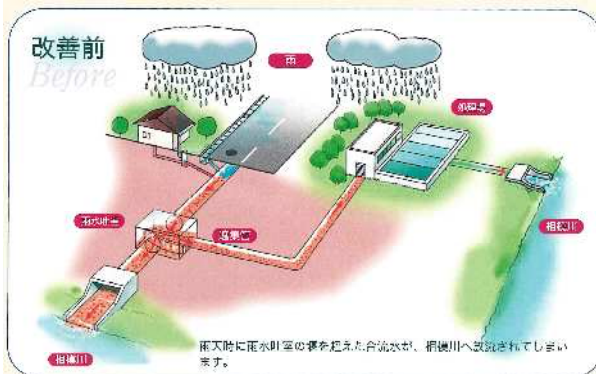 改善前
Before
雨
処理場
雨水吐室
遮集管
相模川
相模川
雨天時に雨水吐室の堰を超えた合流水が、相模川へ放流されてしまい
ます。